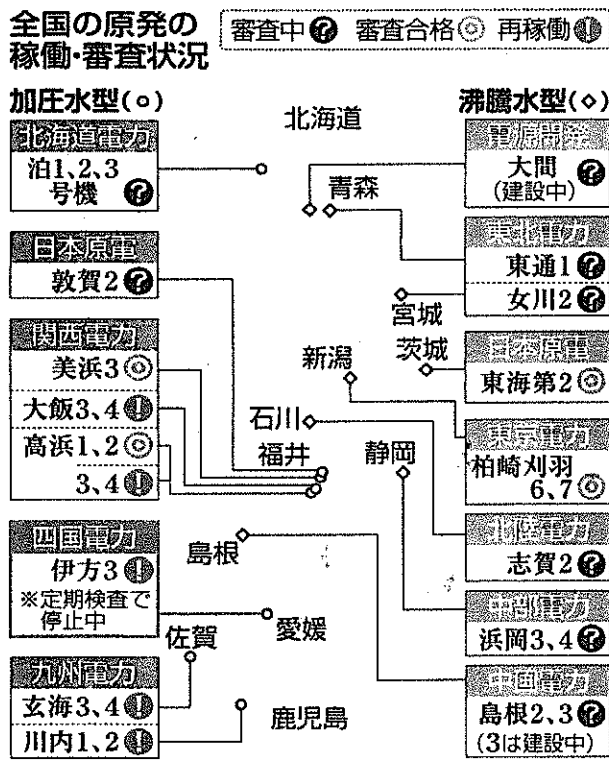 全国の原発の
稼働・審査状況
審査中? 審査合格◎ 再稼働!
加圧水型(○)
北海道電力
泊1、2、3
号機?
日本原電
敦賀2?
関西電力
美浜3◎
大飯3、4!
高浜1、2◎
3、4!
四国電力
伊方3!
※定期検査で
停止中
九州電力
玄海3、4!
川内1、2!
北海道
青森
宮城
新潟
茨城
石川
福井
静岡
島根
愛媛
佐賀
鹿児島
沸騰水型(◇)
電源開発
大間?
(建設中)
東北電力
東通1?
女川2?
日本原電
東海第2◎
東京電力
柏崎刈羽
6、7◎
北陸電力
志賀2?
中部電力
浜岡3、4?
中国電力
島根2、3?
(3は建設中)